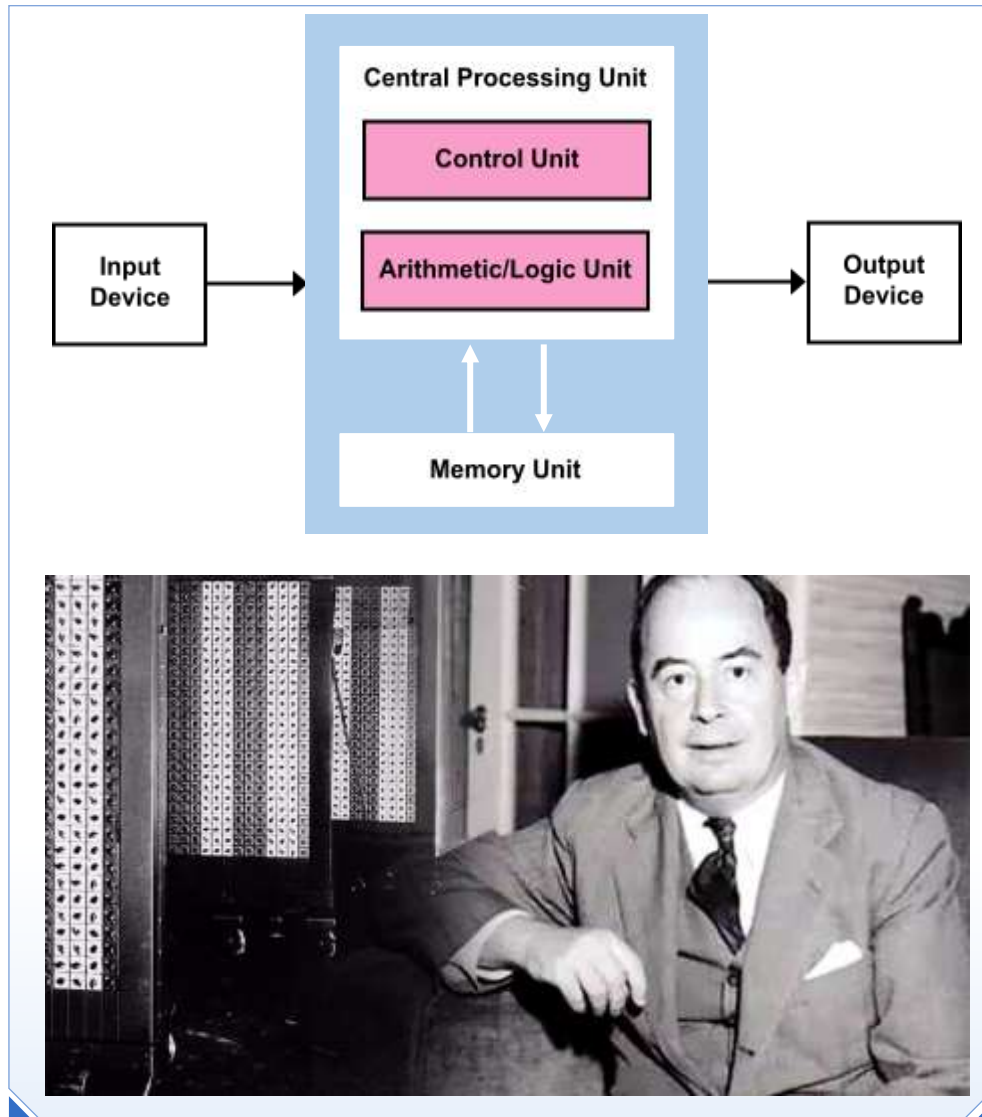 Central Processing Unit
Control Unit
Arithmetic/Logic Unit
Input
Device
Output
Device
Memory Unit